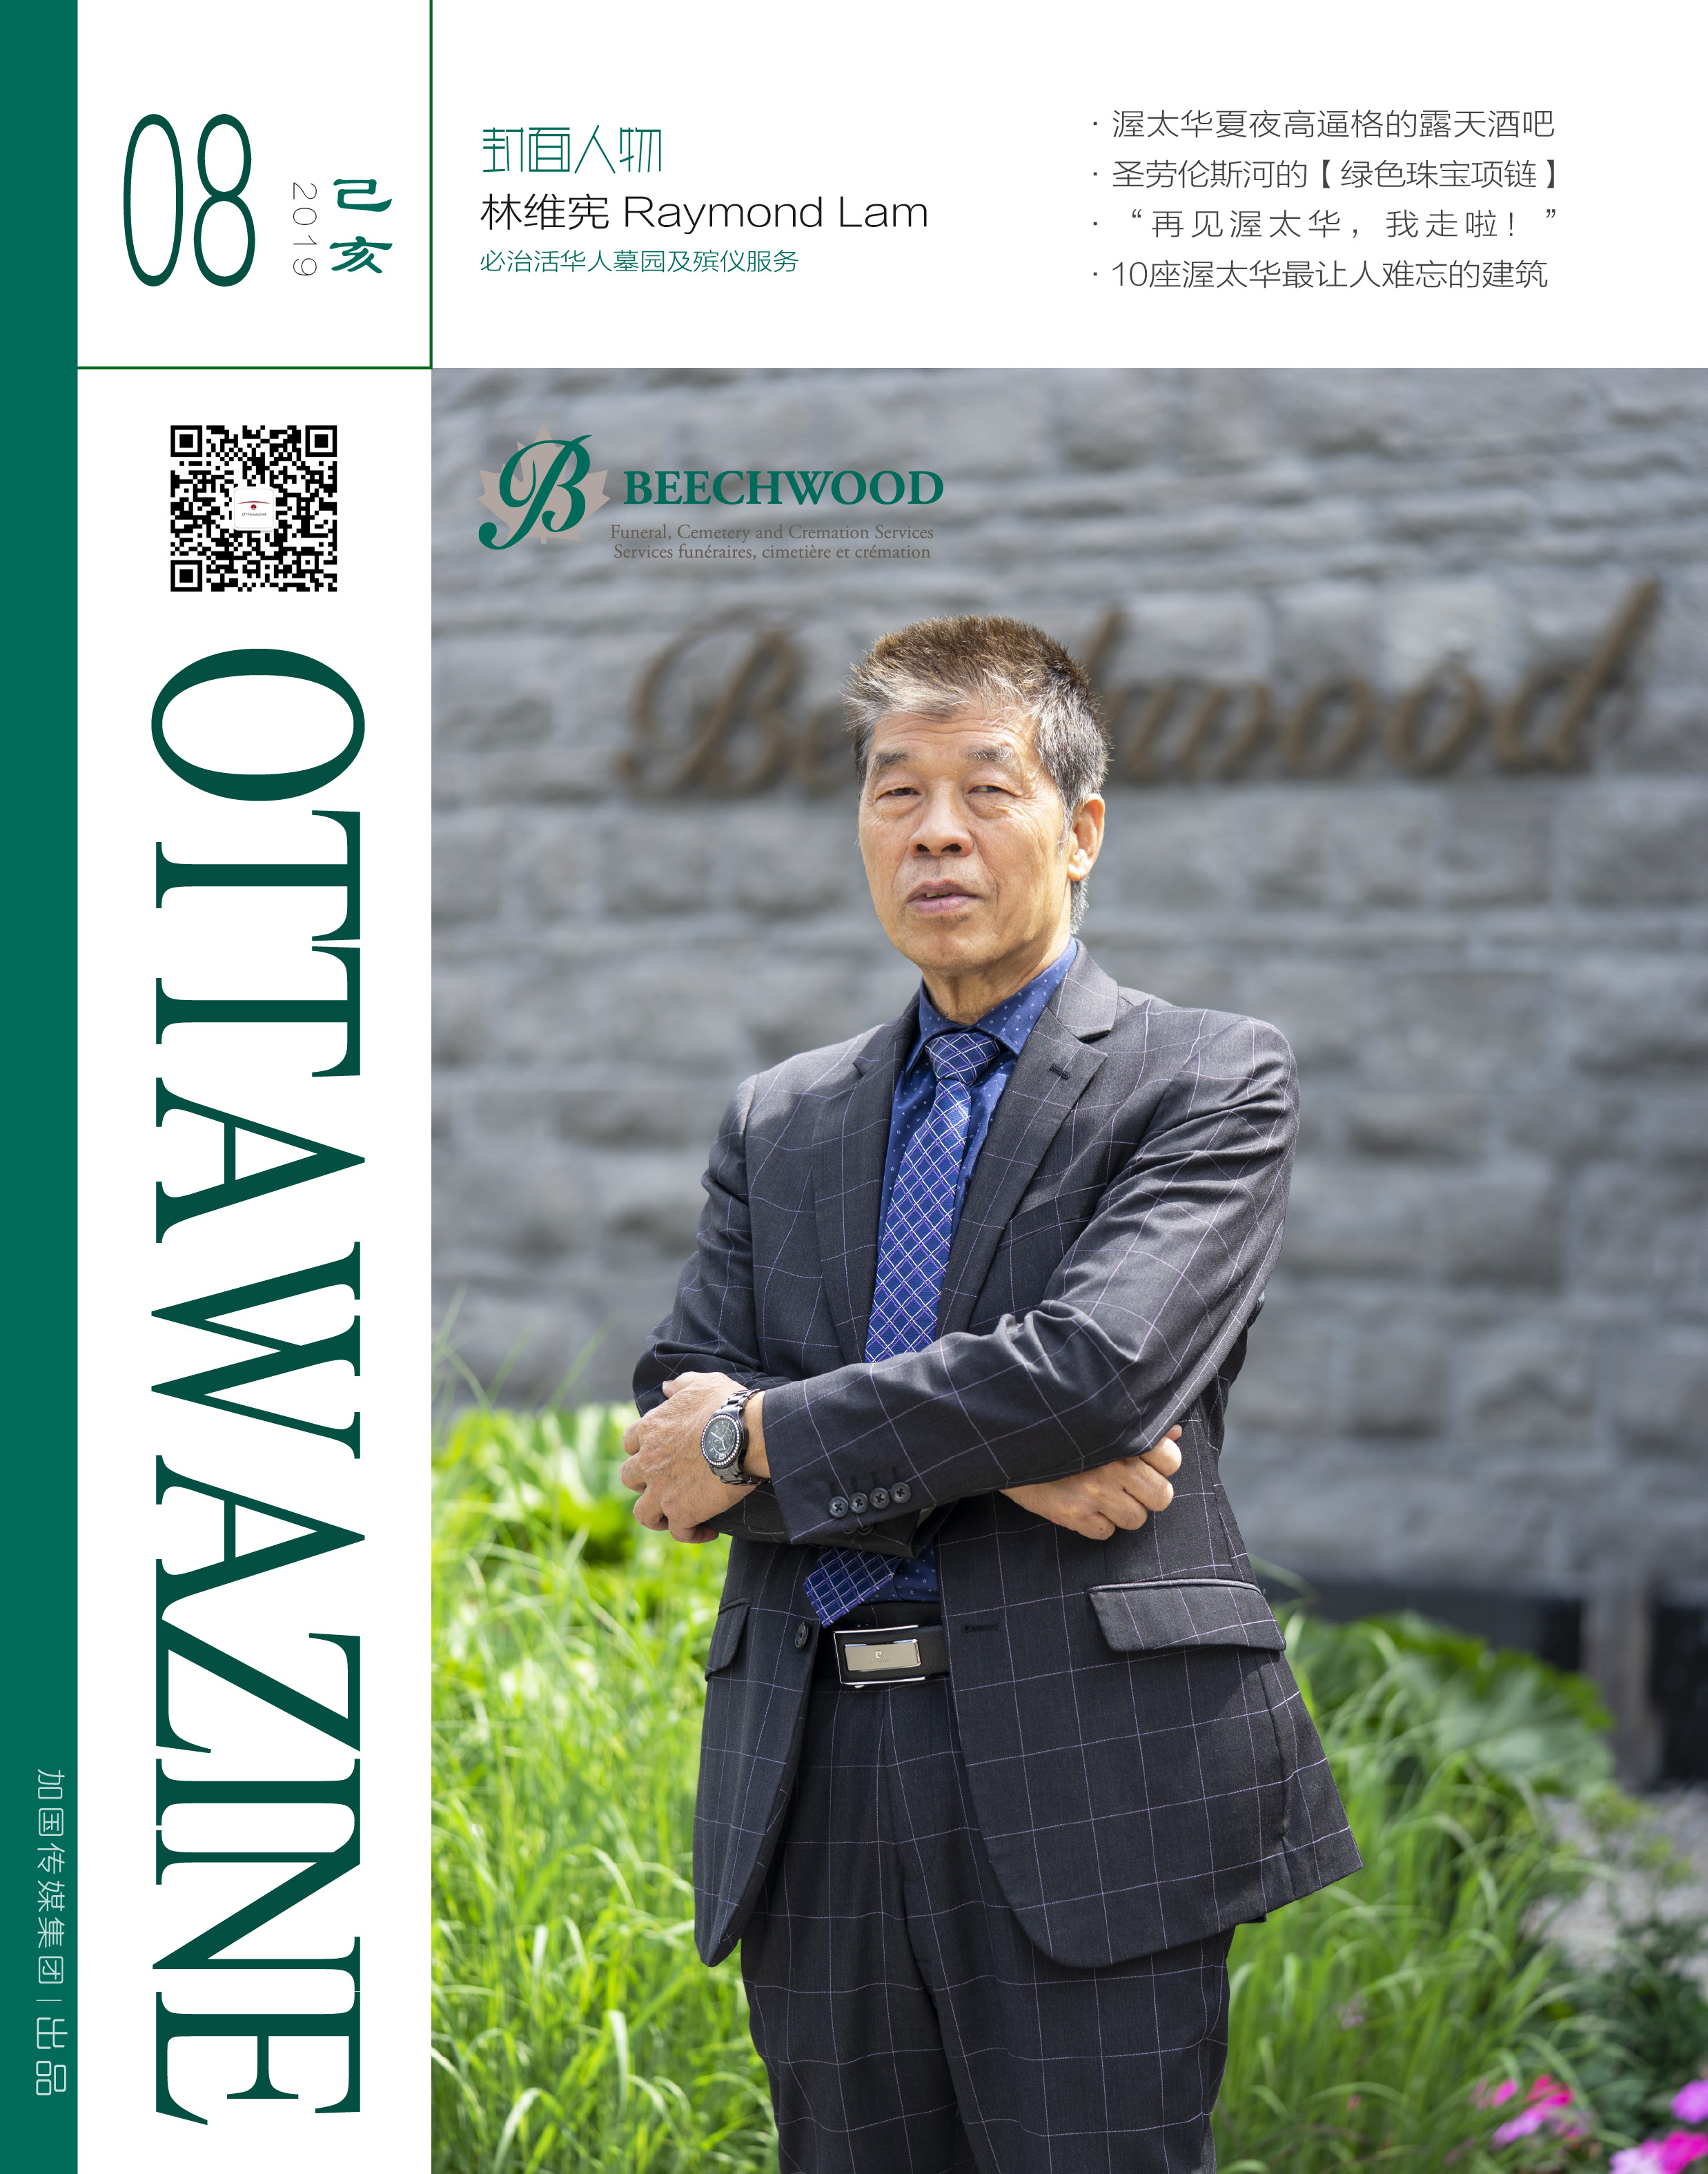 08
2019
己亥
封面人物
林维宪 Raymond Lam
必治活华人墓园及殡仪服务
· 渥太华夏夜高逼格的露天酒吧
· 圣劳伦斯河的【绿色珠宝项链】
· “再见渥太华，我走啦！”
· 10座渥太华最让人难忘的建筑
BEECHWOOD
Funeral, Cemetery and Cremation Services
Services funéraires, cimetière et crémation
OTTAWAZINE
加国传媒集团 | 出品